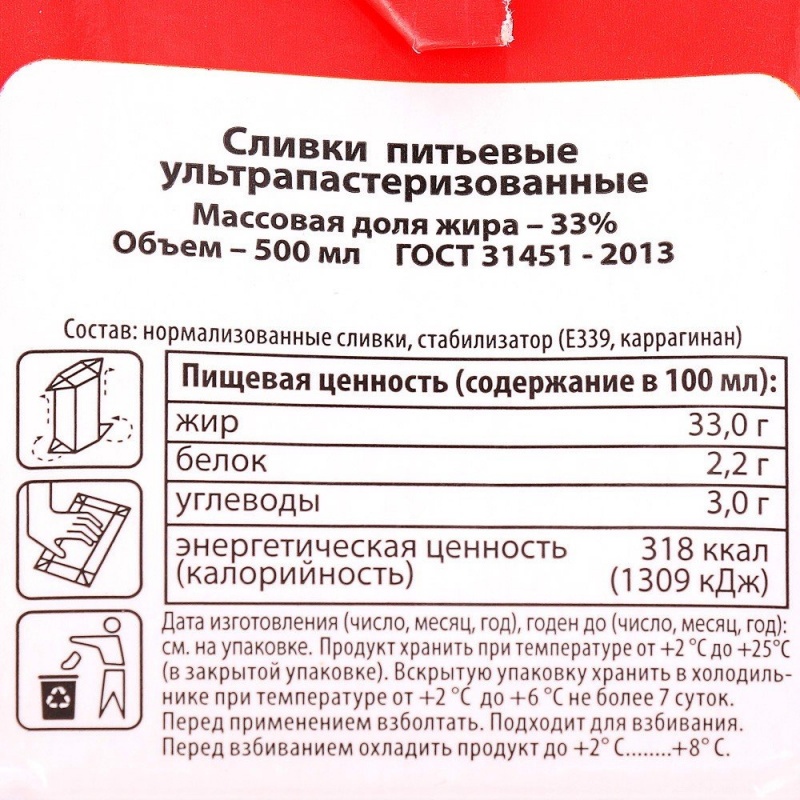 Сливки питьевые
ультрапастеризованные
Массовая доля жира – 33%
Объем – 500 мл ГОСТ 31451 - 2013
Состав: нормализованные сливки, стабилизатор (Е339, каррагинан)
Пищевая ценность (содержание в 100 мл):
жир 33,0 г
белок 2,2 г
углеводы 3,0 г
энергетическая ценность 318 ккал
(калорийность) (1309 кДж)
Дата изготовления (число, месяц, год), годен до (число, месяц, год):
см. на упаковке. Продукт хранить при температуре от +2 °С до +25°С
(в закрытой упаковке). Вскрытую упаковку хранить в холодиль-
нике при температуре от +2 °С до +6 °С не более 7 суток.
Перед применением взболтать. Подходит для взбивания.
Перед взбиванием охладить продукт до +2° С........+8° С.